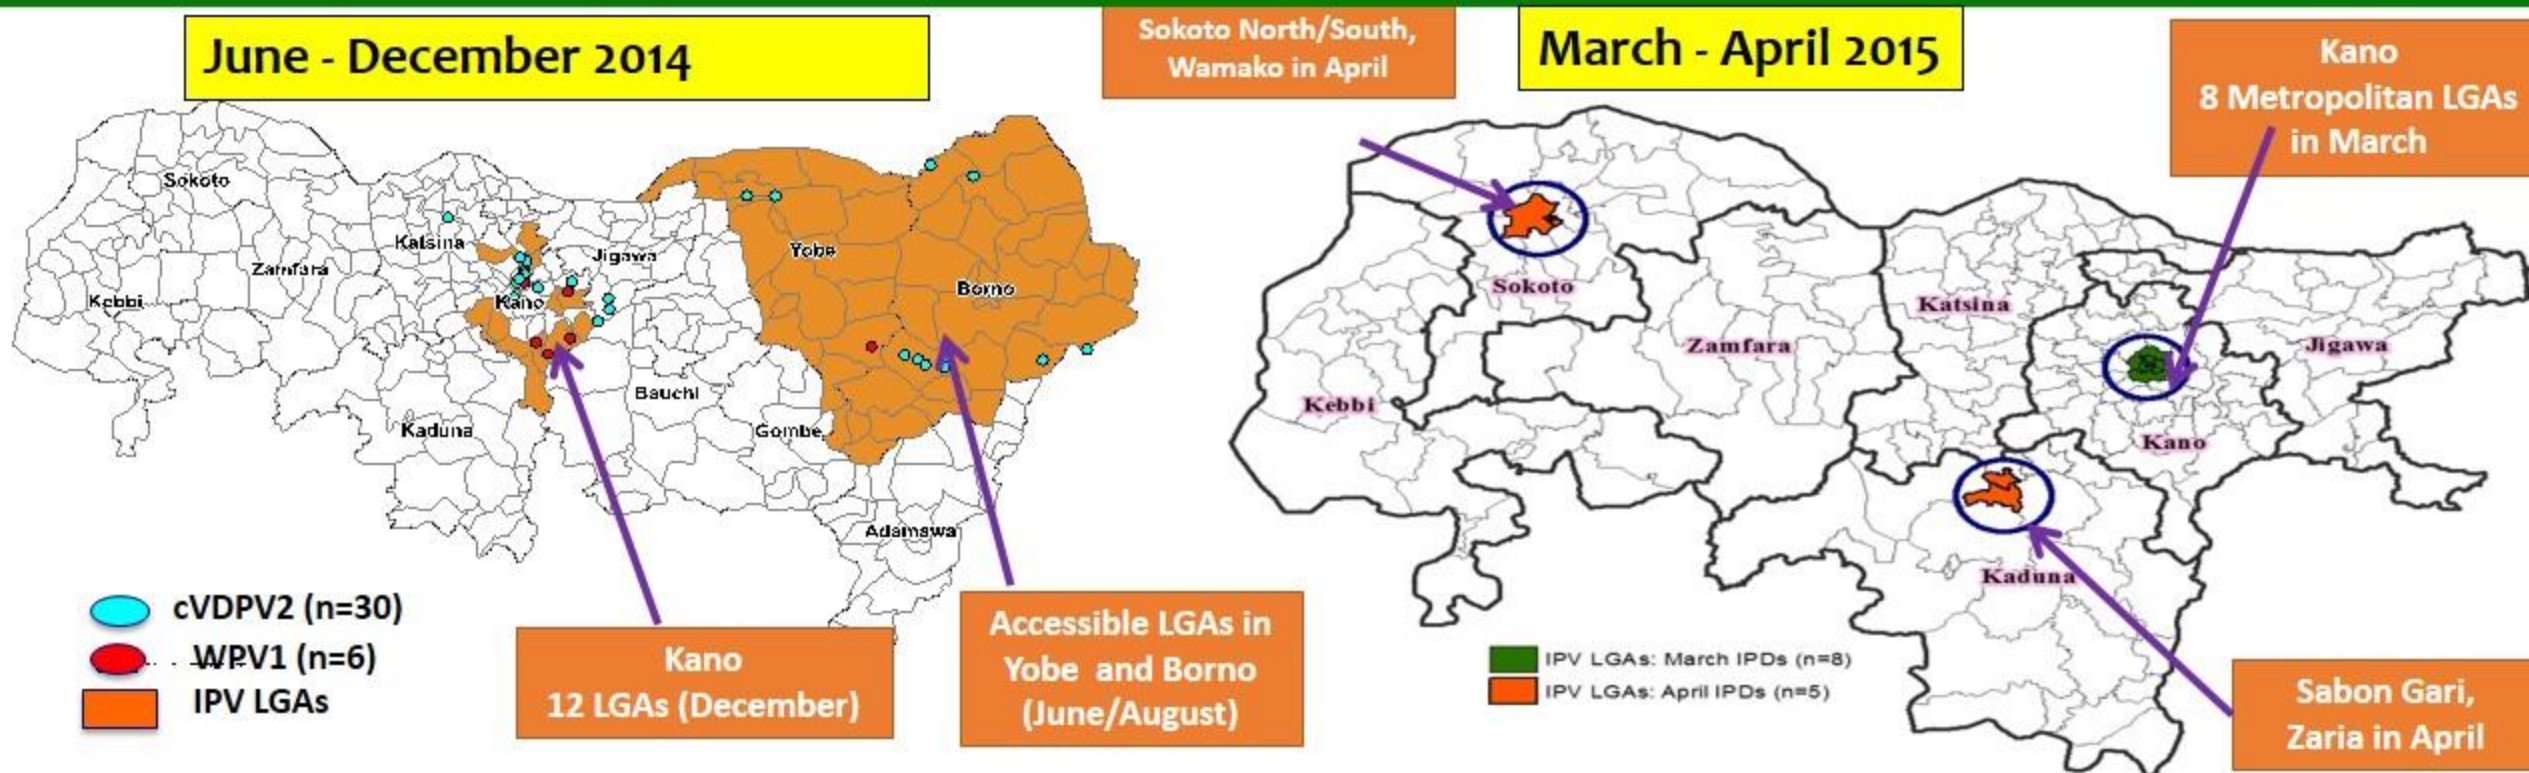 June - December 2014
Sokoto North/South,
Wamako in April
March - April 2015
Kano
8 Metropolitan LGAs
in March
Sokoto
Katsina
Jigawa
Zamfara
Kebbi
Kano
Yobe
Borno
Bauchi
Kaduna
Gombe
Adamawa
cVDPV2 (n=30)
WPV1 (n=6)
IPV LGAs
Kano
12 LGAs (December)
Accessible LGAs in
Yobe and Borno
(June/August)
Sokoto
Katsina
Zamfara
Jigawa
Kebbi
Kano
Kaduna
IPV LGAs: March IPDs (n=8)
IPV LGAs: April IPDs (n=5)
Sabon Gari,
Zaria in April